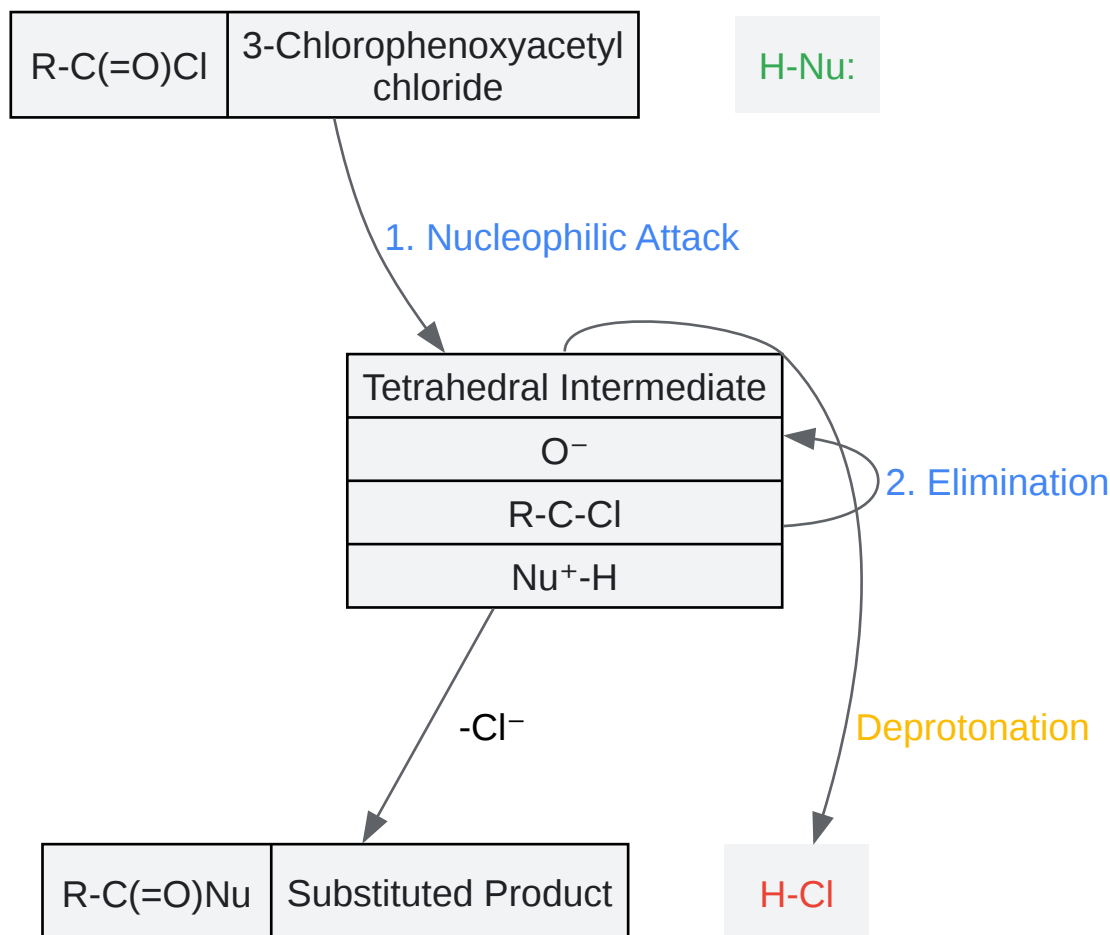 R-C(=O)Cl
3-Chlorophenoxyacetyl
chloride
H-Nu:
1. Nucleophilic Attack
Tetrahedral Intermediate
O⁻
R-C-Cl
2. Elimination
Nu⁺-H
-Cl⁻
Deprotonation
R-C(=O)Nu
Substituted Product
H-Cl